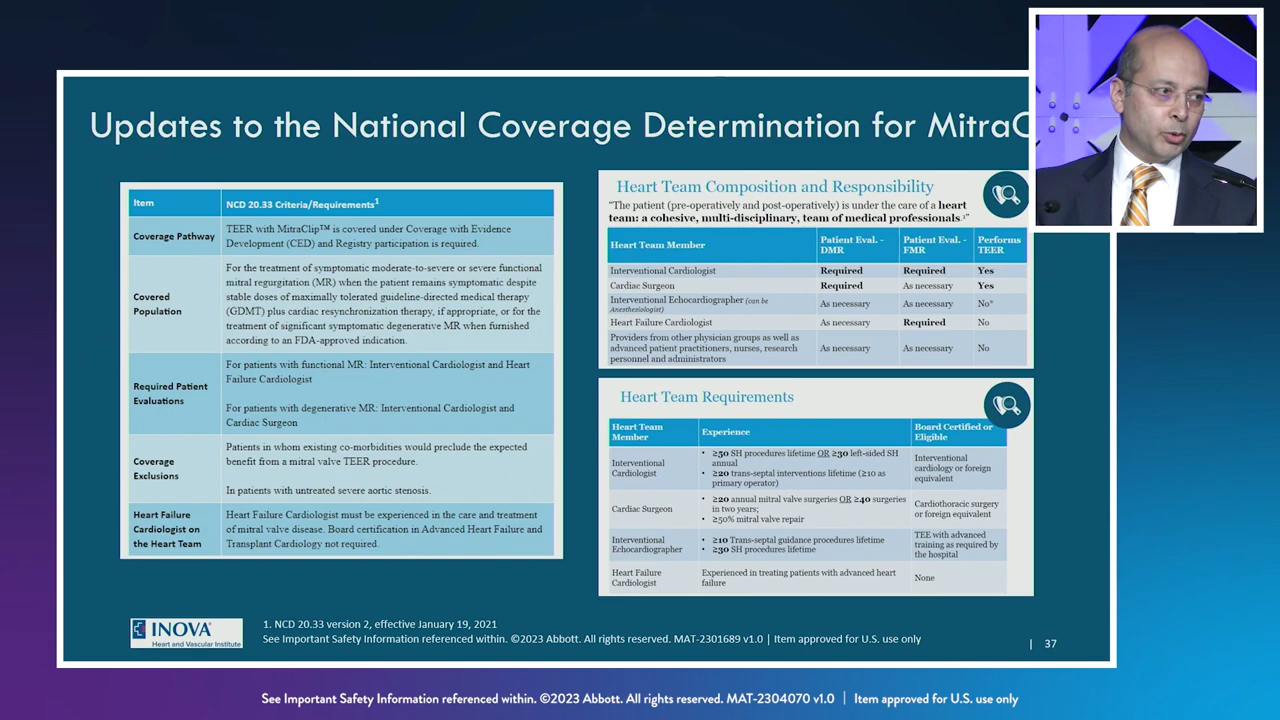 Updates to the National Coverage Determination for MitraC
Item
NCD 20.33 Criteria/Requirements1
Coverage Pathway
TEER with MitraClip™ is covered under Coverage with Evidence
Development (CED) and Registry participation is required.
Covered
Population
For the treatment of symptomatic moderate-to-severe or severe functional
mitral regurgitation (MR) when the patient remains symptomatic despite
stable doses of maximally tolerated guideline-directed medical therapy
(GDMT) plus cardiac resynchronization therapy, if appropriate, or for the
treatment of significant symptomatic degenerative MR when furnished
according to an FDA-approved indication.
Required Patient
Evaluations
For patients with functional MR: Interventional Cardiologist and Heart
Failure Cardiologist
For patients with degenerative MR: Interventional Cardiologist and
Cardiac Surgeon
Coverage
Exclusions
Patients in whom existing co-morbidities would preclude the expected
benefit from a mitral valve TEER procedure.
In patients with untreated severe aortic stenosis.
Heart Failure
Cardiologist on
the Heart Team
Heart Failure Cardiologist must be experienced in the care and treatment
of mitral valve disease. Board certification in Advanced Heart Failure and
Transplant Cardiology not required.
Heart Team Composition and Responsibility
“The patient (pre-operatively and post-operatively) is under the care of a heart
team: a cohesive, multi-disciplinary, team of medical professionals.1”
Heart Team Member
Patient Eval. -
DMR
Patient Eval. -
FMR
Performs
TEER
Interventional Cardiologist
Required
Required
Yes
Cardiac Surgeon
Required
As necessary
Yes
Interventional Echocardiographer (can be
Anesthesiologist)
As necessary
As necessary
No*
Heart Failure Cardiologist
As necessary
Required
No
Providers from other physician groups as well as
advanced patient practitioners, nurses, research
personnel and administrators
As necessary
As necessary
No
Heart Team Requirements
Heart Team
Member
Experience
Board Certified or
Eligible
Interventional
Cardiologist
• ≥50 SH procedures lifetime OR ≥30 left-sided SH
annual
• ≥20 trans-septal interventions lifetime (≥10 as
primary operator)
Interventional
cardiology or foreign
equivalent
Cardiac Surgeon
• ≥20 annual mitral valve surgeries OR ≥40 surgeries
in two years;
• ≥50% mitral valve repair
Cardiothoracic surgery
or foreign equivalent
Interventional
Echocardiographer
• ≥10 Trans-septal guidance procedures lifetime
• ≥30 SH procedures lifetime
TEE with advanced
training as required by
the hospital
Heart Failure
Cardiologist
Experienced in treating patients with advanced heart
failure
None
INOVA®
Heart and Vascular Institute
1. NCD 20.33 version 2, effective January 19, 2021
See Important Safety Information referenced within. ©2023 Abbott. All rights reserved. MAT-2301689 v1.0 | Item approved for U.S. use only
| 37
See Important Safety Information referenced within. ©2023 Abbott. All rights reserved. MAT-2304070 v1.0 | Item approved for U.S. use only